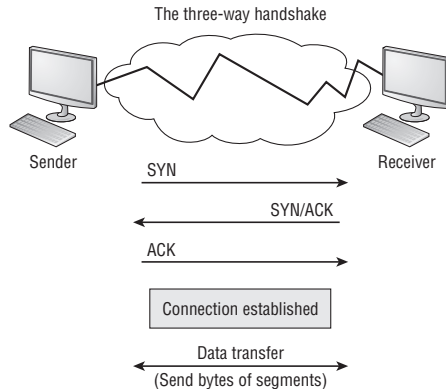 The three-way handshake
Sender
Receiver
SYN
SYN/ACK
ACK
Connection established
Data transfer
(Send bytes of segments)